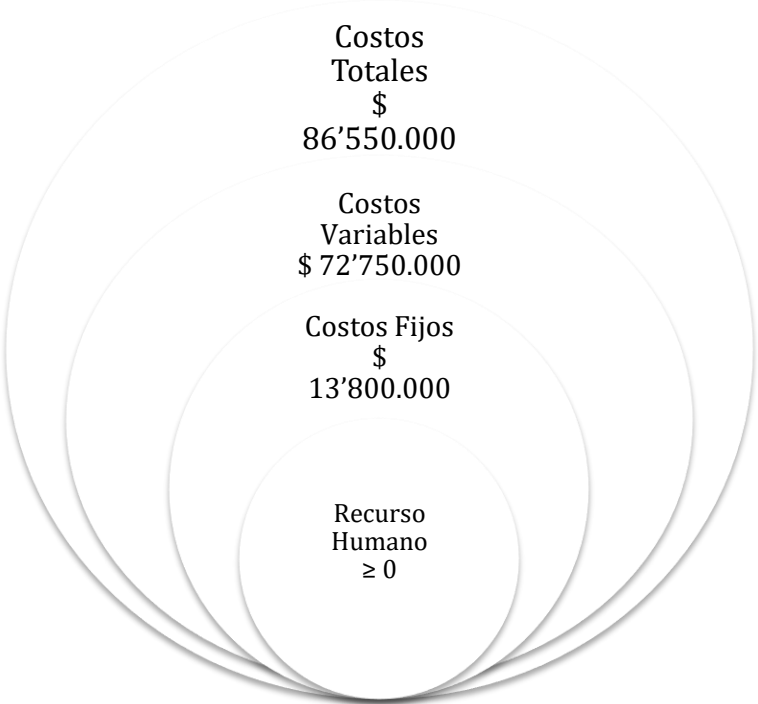 Costos
Totales
$
86’550.000
Costos
Variables
$ 72’750.000
Costos Fijos
$
13’800.000
Recurso
Humano
≥ 0